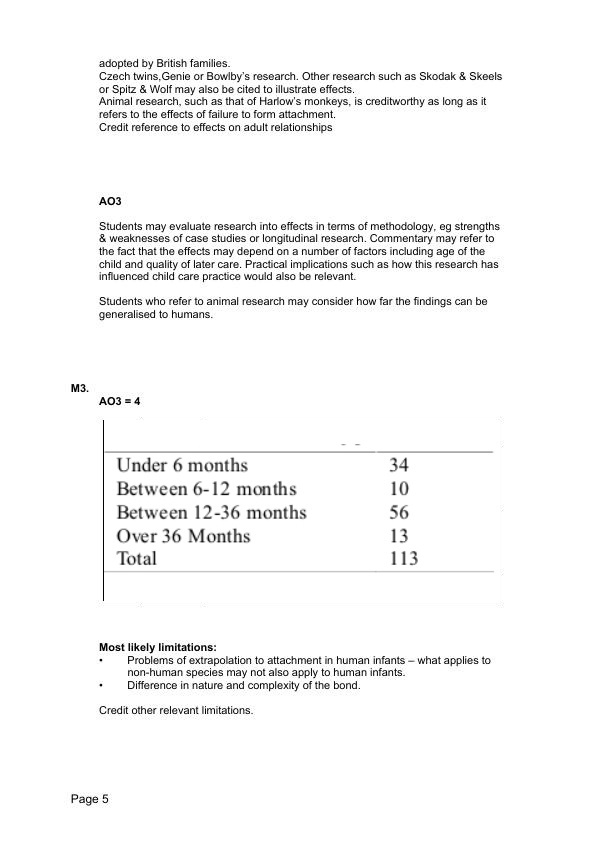 adopted by British families.
Czech twins,Genie or Bowlby's research. Other research such as Skodak & Skeels
or Spitz & Wolf may also be cited to illustrate effects.
Animal research, such as that of Harlow's monkeys, is creditworthy as long as it
refers to the effects of failure to form attachment.
Credit reference to effects on adult relationships
AO3
Students may evaluate research into effects in terms of methodology, eg strengths
& weaknesses of case studies or longitudinal research. Commentary may refer to
the fact that the effects may depend on a number of factors including age of the
child and quality of later care. Practical implications such as how this research has
influenced child care practice would also be relevant.
Students who refer to animal research may consider how far the findings can be
generalised to humans.
M3.
AO3 = 4
Under 6 months 34
Between 6-12 months 10
Between 12-36 months 56
Over 36 Months 13
Total 113
Most likely limitations:
• Problems of extrapolation to attachment in human infants – what applies to
non-human species may not also apply to human infants.
• Difference in nature and complexity of the bond.
Credit other relevant limitations.
Page 5